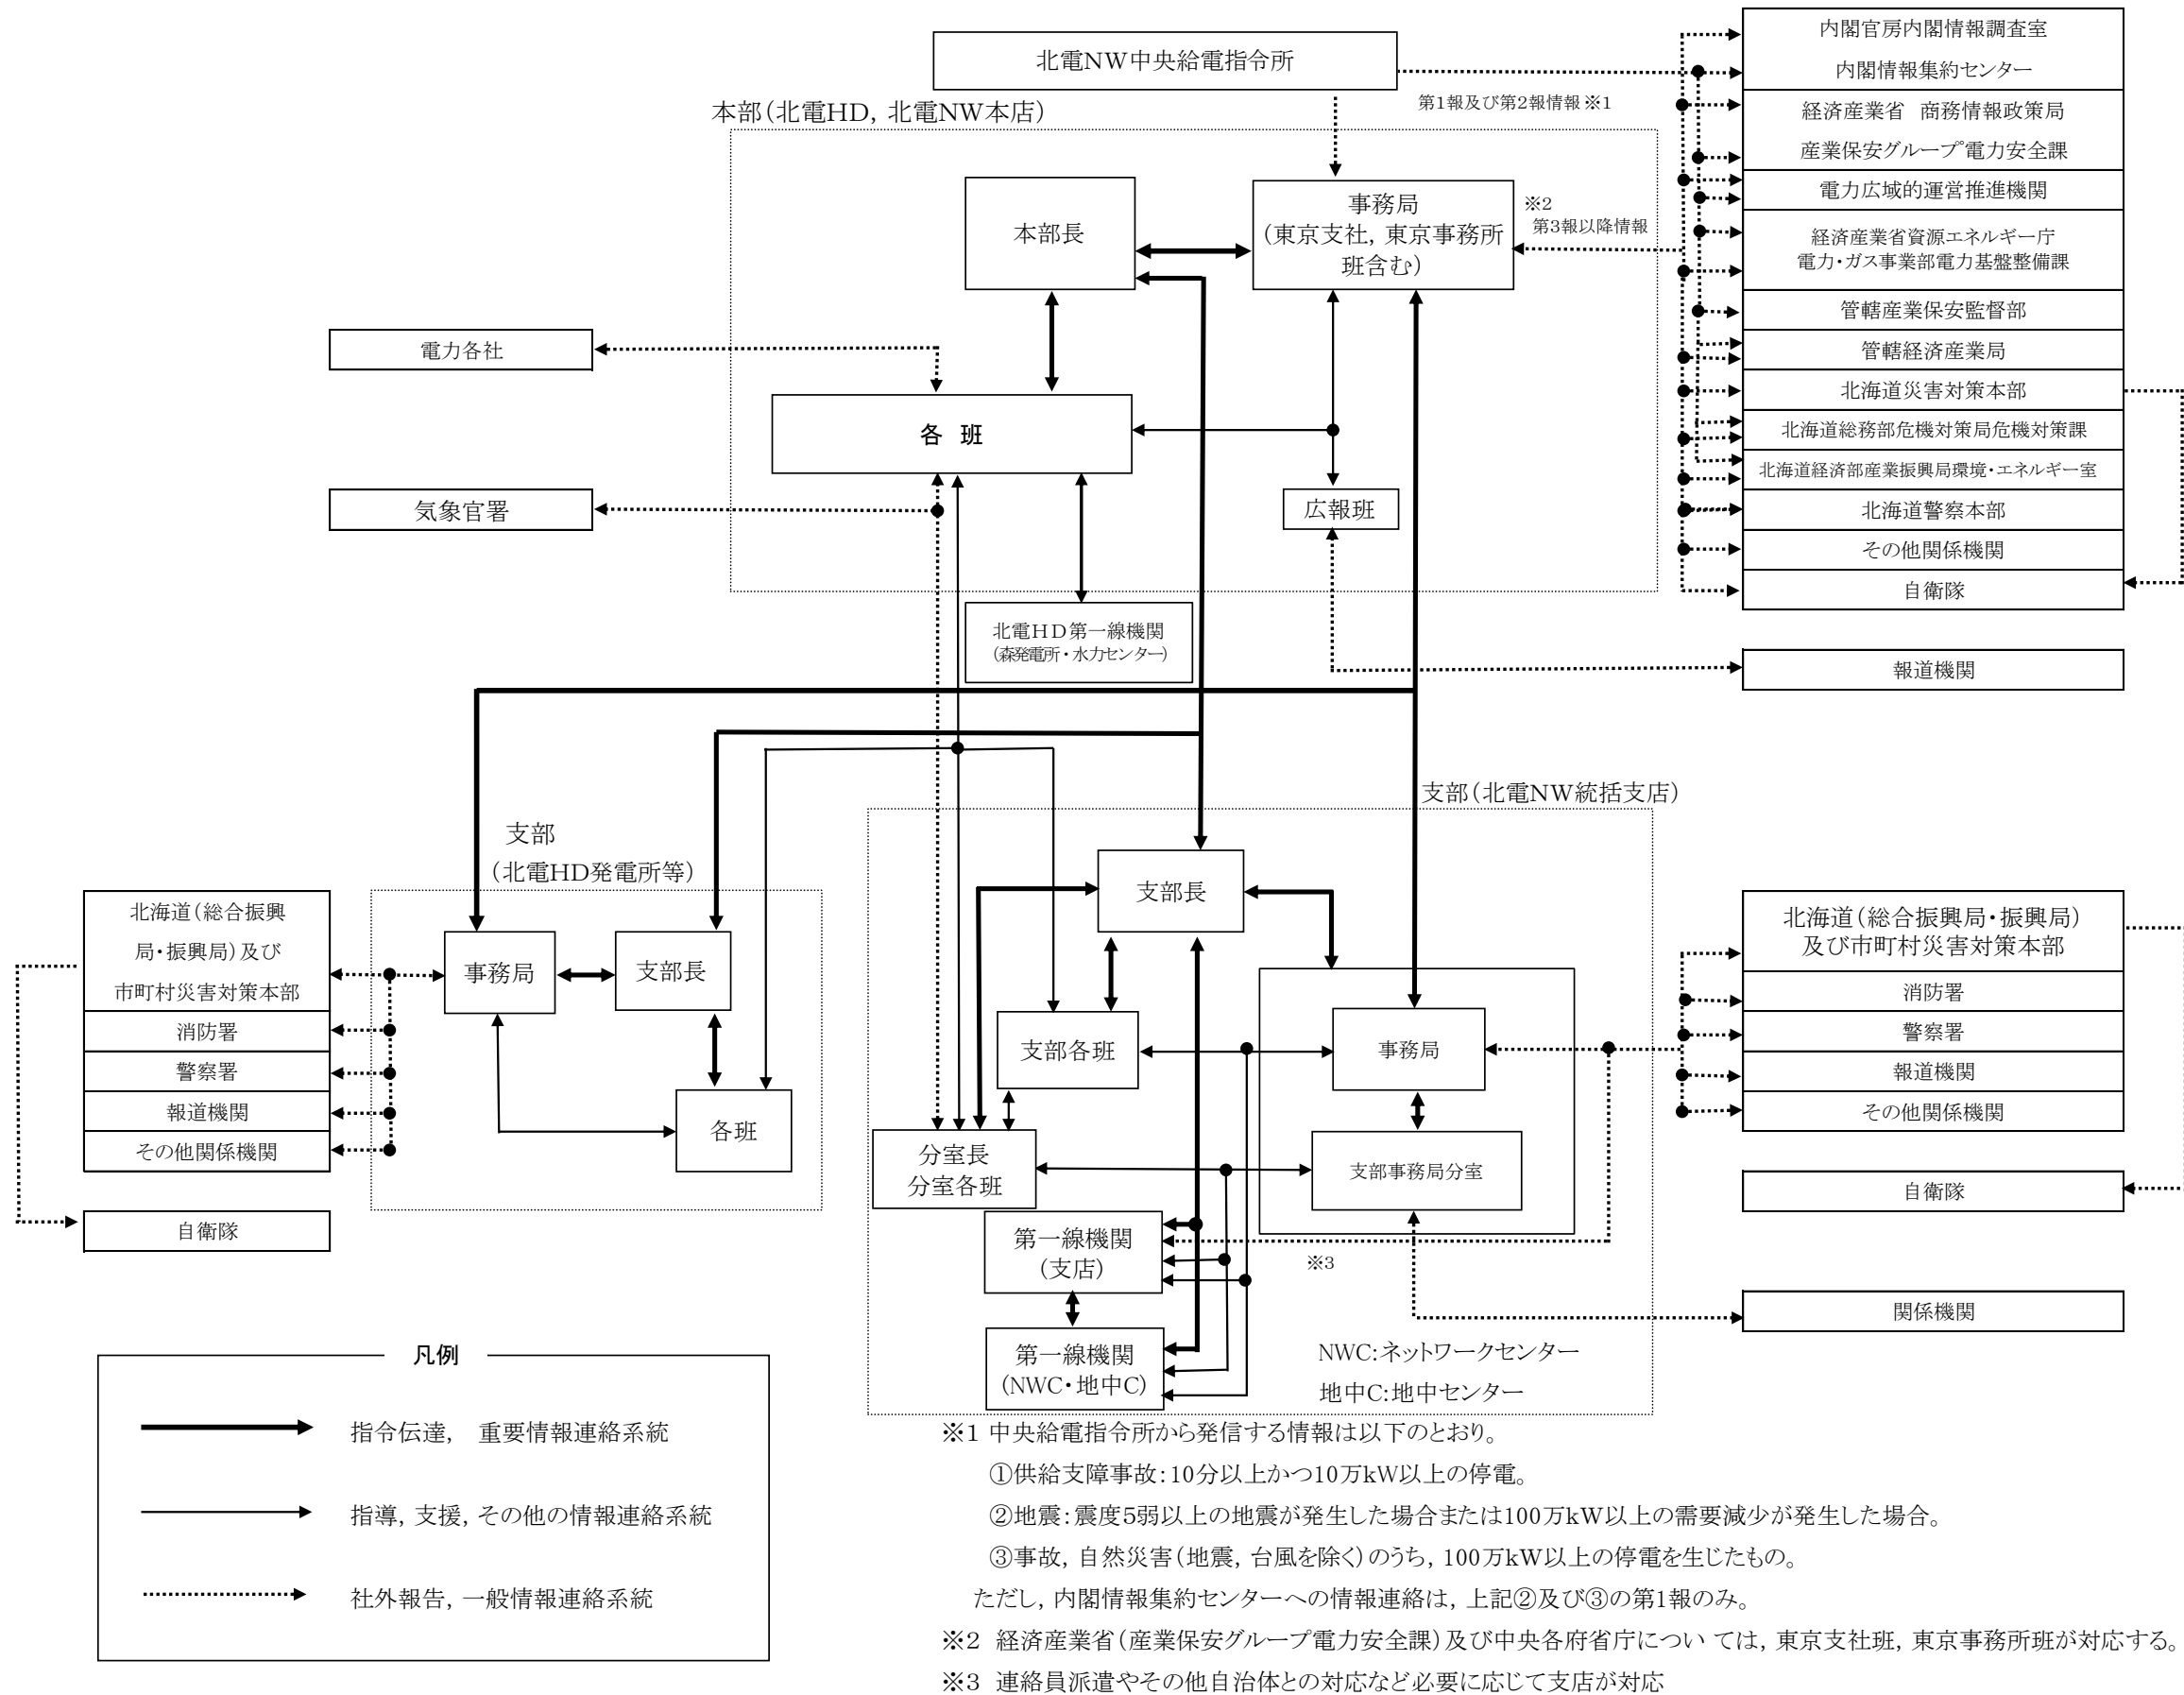 北電NW中央給電指令所
第1報及び第2報情報※1
本部（北電HD，北電NW本店）
本部長
事務局
（東京支社，東京事務所
班含む）
※2
第3報以降情報
各 班
広報班
電力各社
気象官署
北電ＨＤ第一線機関
（森発電所・水力センター）
内閣官房内閣情報調査室
内閣情報集約センター
経済産業省　商務情報政策局
産業保安グループ電力安全課
電力広域的運営推進機関
経済産業省資源エネルギー庁
電力・ガス事業部電力基盤整備課
管轄産業保安監督部
管轄経済産業局
北海道災害対策本部
北海道総務部危機対策局危機対策課
北海道経済部産業振興局環境・エネルギー室
北海道警察本部
その他関係機関
自衛隊
報道機関
支部
（北電HD発電所等）
事務局
支部長
各班
北海道（総合振興
局・振興局）及び
市町村災害対策本部
消防署
警察署
報道機関
その他関係機関
自衛隊
支部（北電NW統括支店）
支部長
支部各班
事務局
支部事務局分室
分室長
分室各班
第一線機関
（支店）
※3
第一線機関
（NWC・地中C）
NWC:ネットワークセンター
地中C:地中センター
北海道（総合振興局・振興局）
及び市町村災害対策本部
消防署
警察署
報道機関
その他関係機関
自衛隊
関係機関
凡例
指令伝達，　重要情報連絡系統
指導，支援，その他の情報連絡系統
社外報告，一般情報連絡系統
※１ 中央給電指令所から発信する情報は以下のとおり。
①供給支障事故：10分以上かつ10万kW以上の停電。
②地震：震度５弱以上の地震が発生した場合または100万kW以上の需要減少が発生した場合。
③事故，自然災害（地震，台風を除く）のうち，100万kW以上の停電を生じたもの。
ただし，内閣情報集約センターへの情報連絡は，上記②及び③の第1報のみ。
※２　経済産業省（産業保安グループ電力安全課）及び中央各府省庁につい ては，東京支社班，東京事務所班が対応する。
※３　連絡員派遣やその他自治体との対応など必要に応じて支店が対応